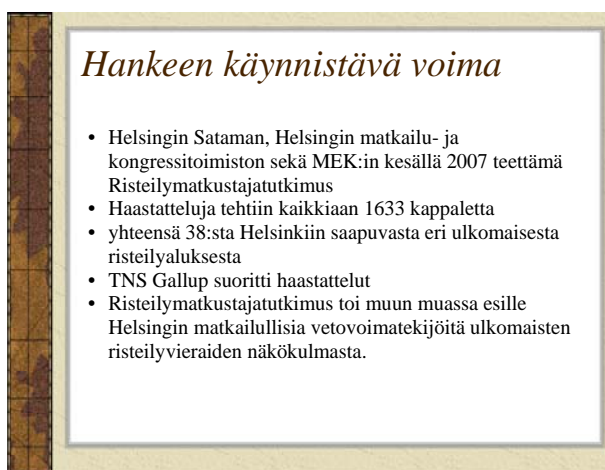 Hankeen käynnistävä voima
• Helsingin Sataman, Helsingin matkailu- ja
kongressitoimiston sekä MEK:in kesällä 2007 teettämä
Risteilymatkustajatutkimus
• Haastatteluja tehtiin kaikkiaan 1633 kappaletta
• yhteensä 38:sta Helsinkiin saapuvasta eri ulkomaisesta
risteilyaluksesta
• TNS Gallup suoritti haastattelut
• Risteilymatkustajatutkimus toi muun muassa esille
Helsingin matkailullisia vetovoimatekijöitä ulkomaisten
risteilyvieraiden näkökulmasta.